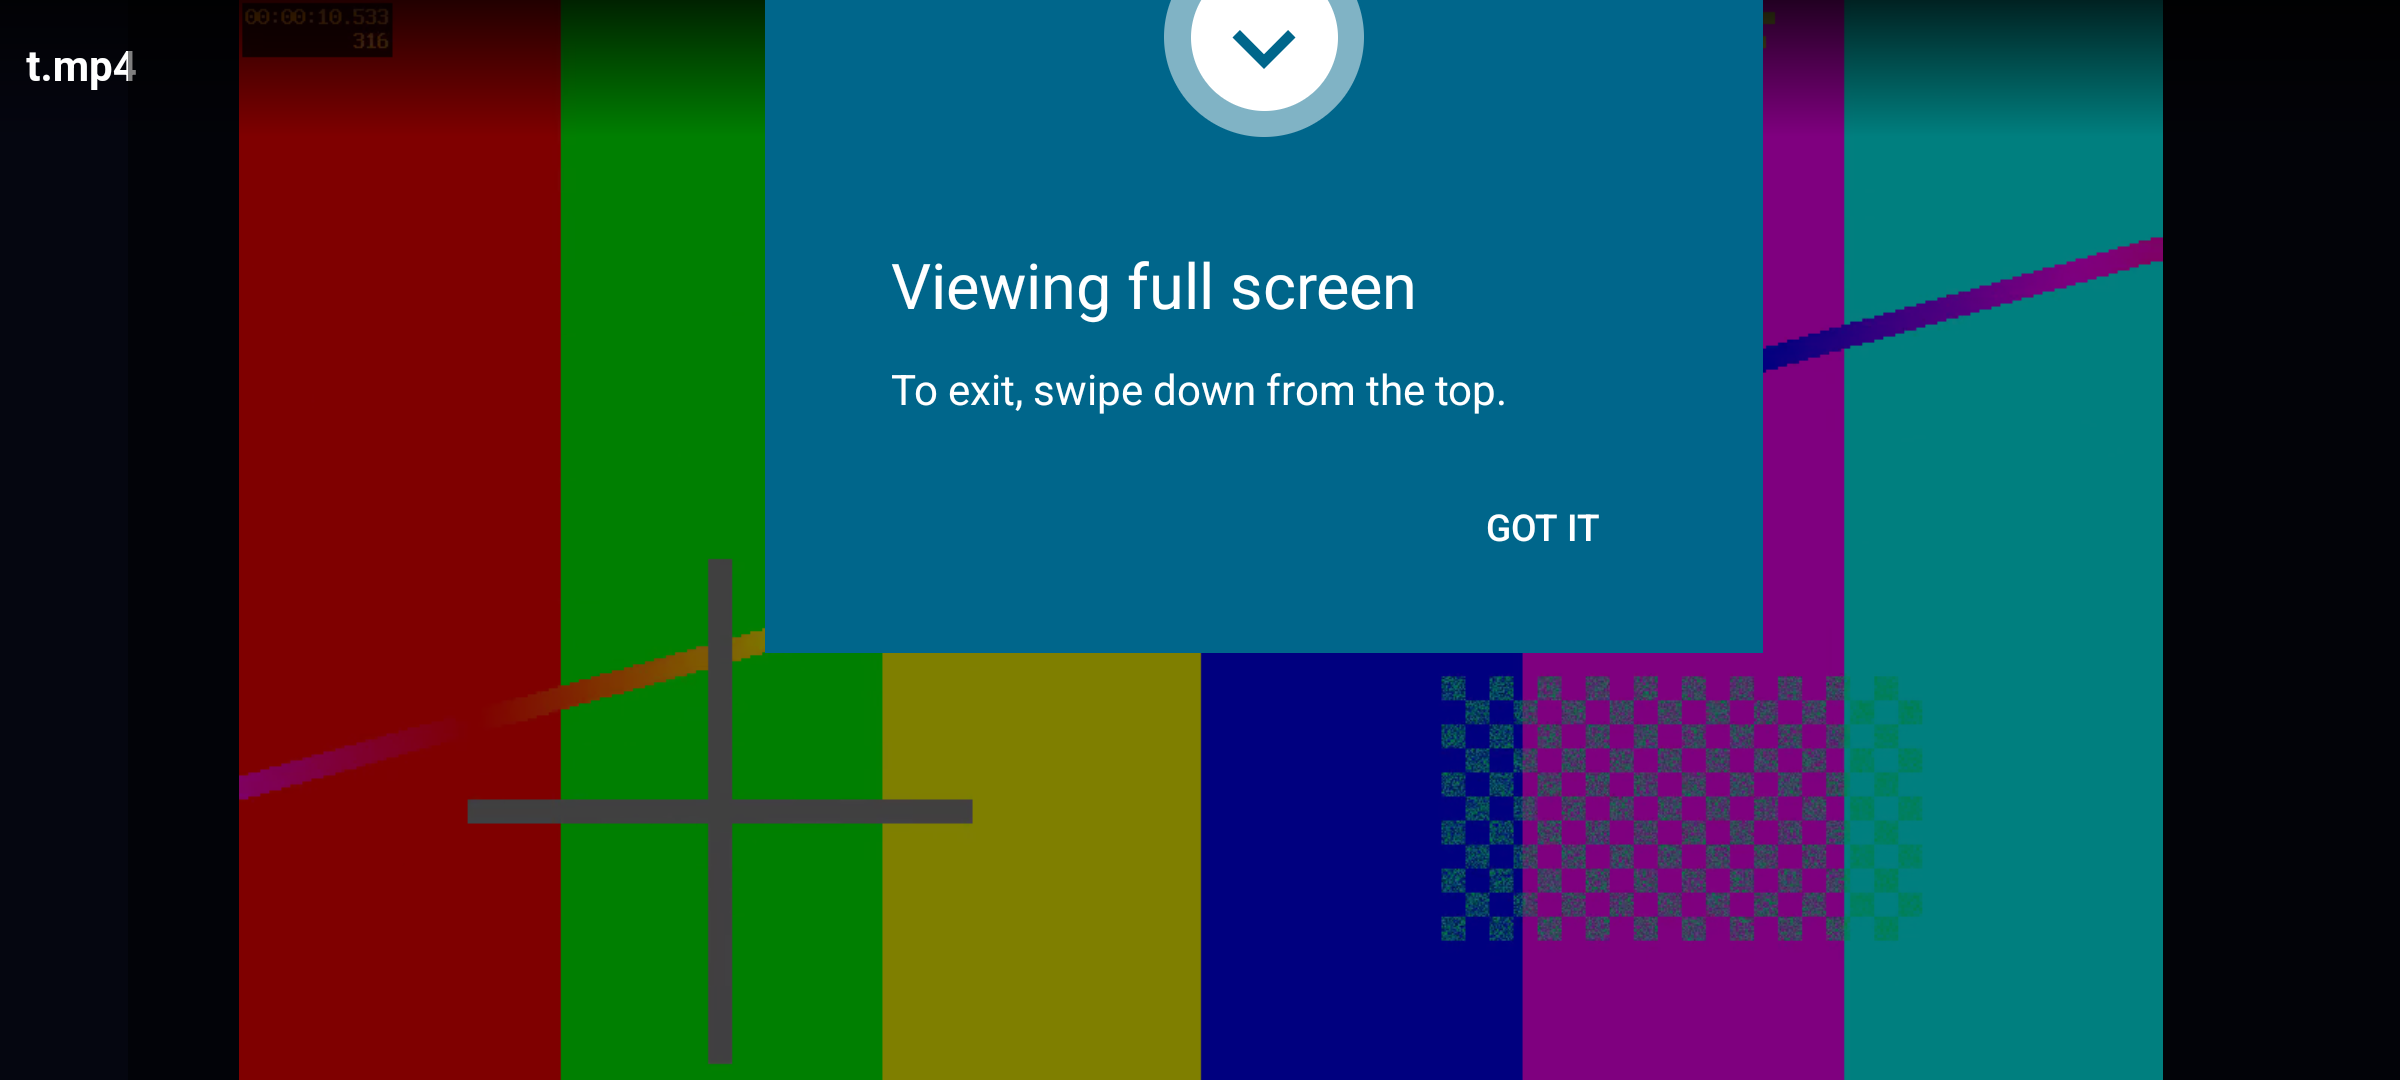 00:00:10.533
316
t.mp4
Viewing full screen
To exit, swipe down from the top.
GOT IT